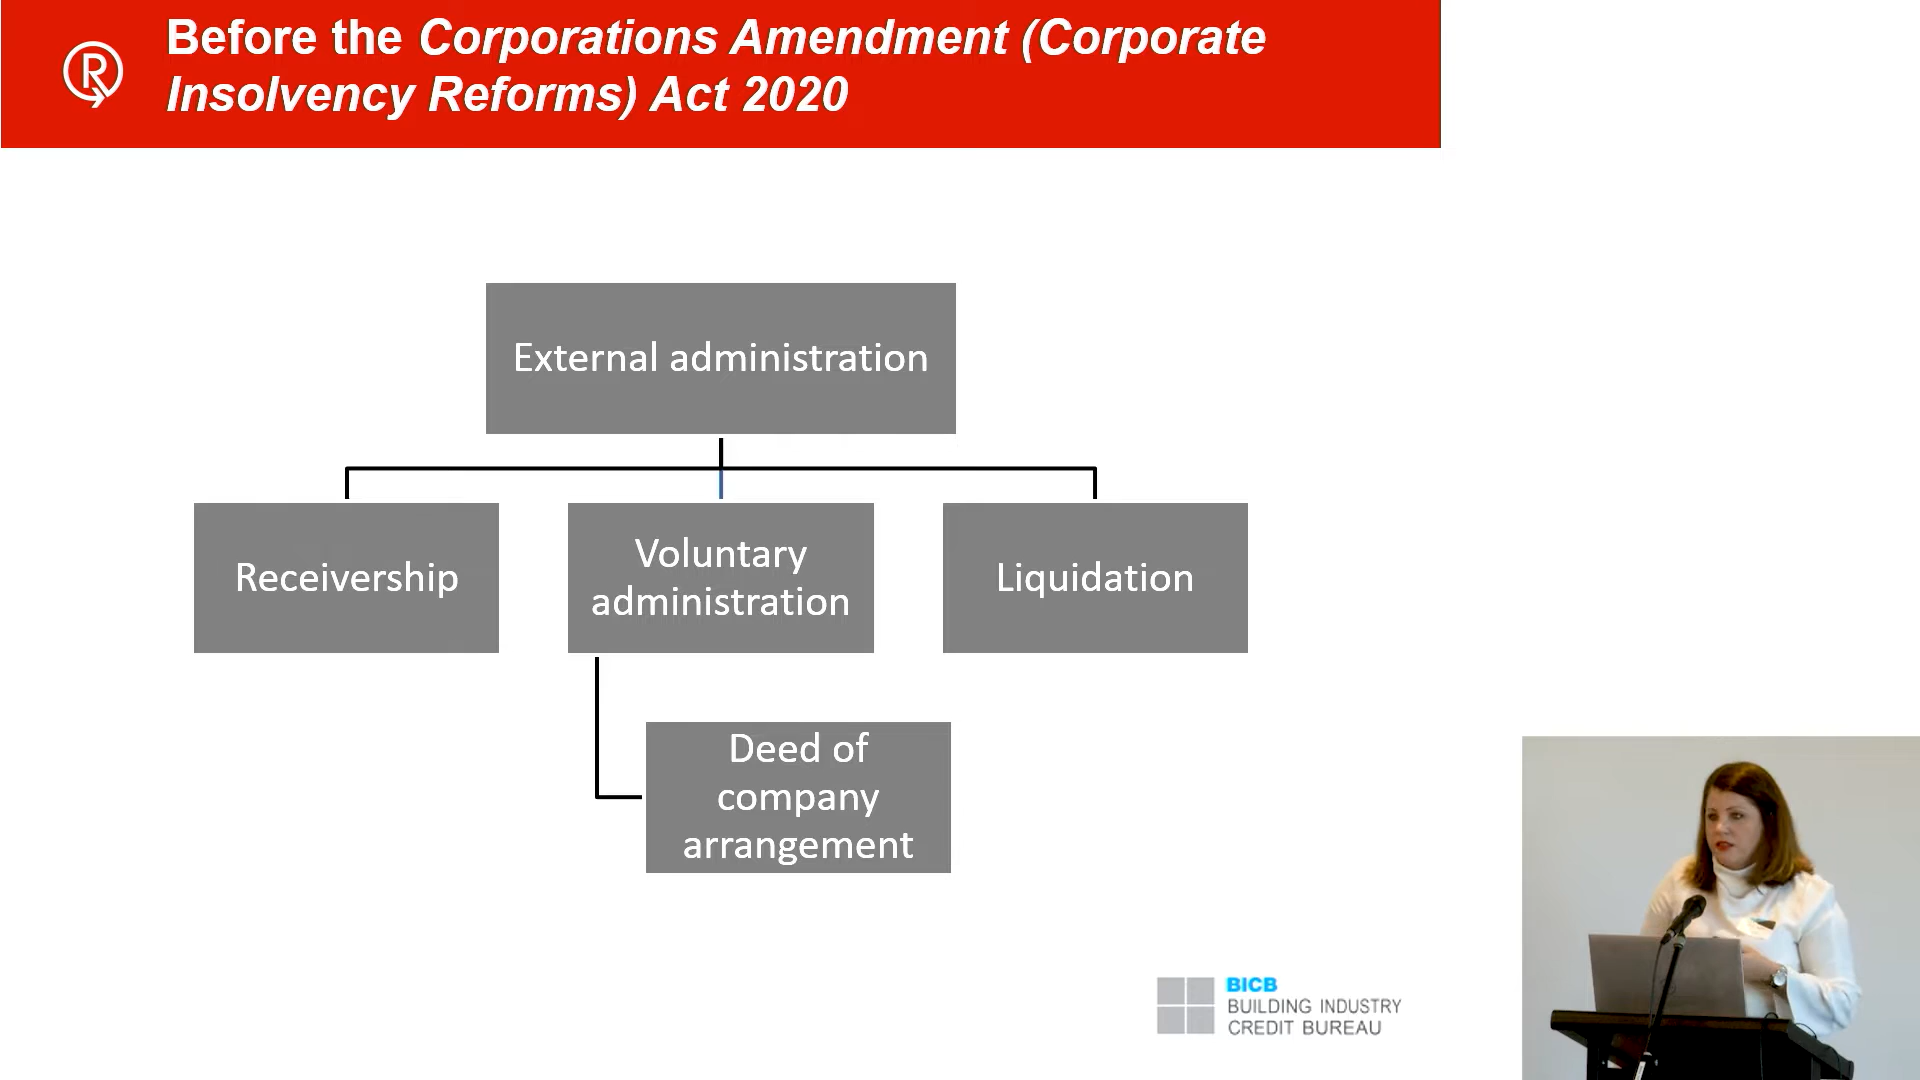 Before the Corporations Amendment (Corporate
Insolvency Reforms) Act 2020
External administration
Receivership
Voluntary
administration
Liquidation
Deed of
company
arrangement
BICB
BUILDING INDUSTRY
CREDIT BUREAU